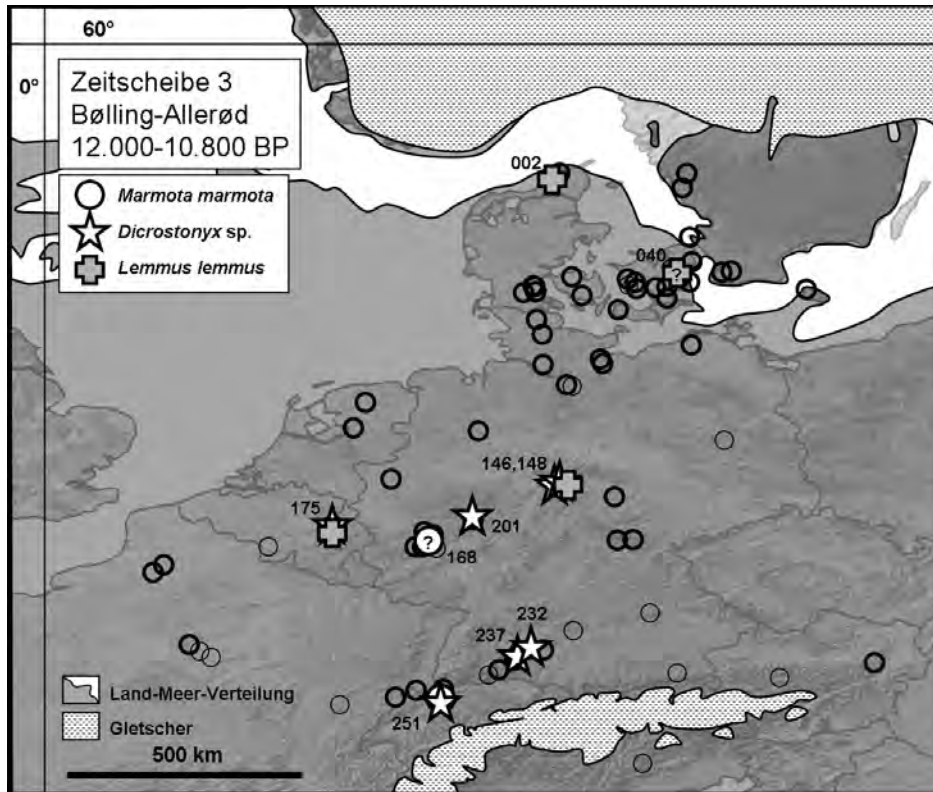 60°
0°
Zeitscheibe 3
Bølling-Allerød
12.000-10.800 BP
Marmota marmota
Dicrostonyx sp.
Lemmus lemmus
002
040
?
146,148
175
201
?
168
232
237
251
Land-Meer-Verteilung
Gletscher
500 km